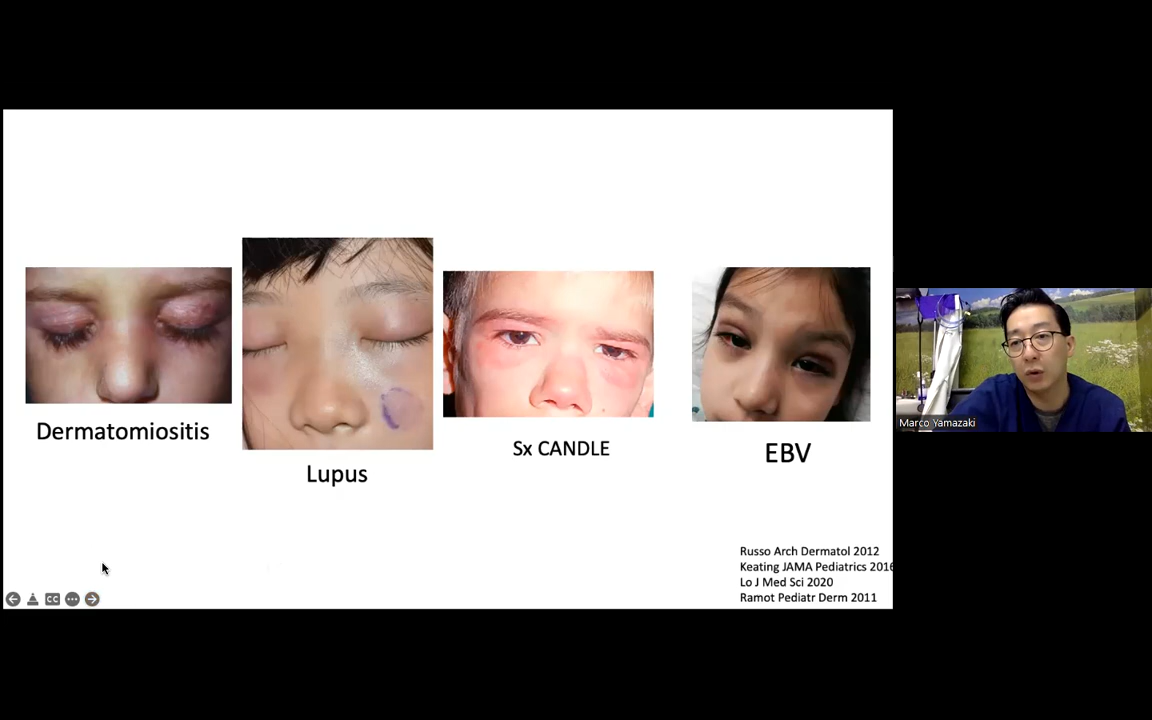 Dermatomiositis
Lupus
Sx CANDLE
EBV
Russo Arch Dermatol 2012
Keating JAMA Pediatrics 2016
Lo J Med Sci 2020
Ramot Pediatr Derm 2011
CC
Marco Yamazaki